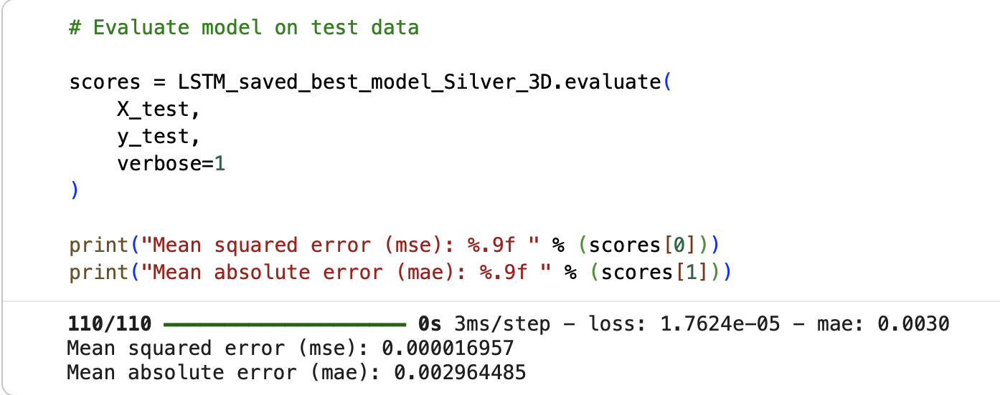 # Evaluate model on test data
scores = LSTM_saved_best_model_Silver_3D.evaluate(
    X_test,
    y_test,
    verbose=1
)
print("Mean squared error (mse): %.9f " % (scores[0]))
print("Mean absolute error (mae): %.9f " % (scores[1]))
110/110 ━━━━━━━━━━━━━━━━━━━━ 0s 3ms/step - loss: 1.7624e-05 - mae: 0.0030
Mean squared error (mse): 0.000016957
Mean absolute error (mae): 0.002964485